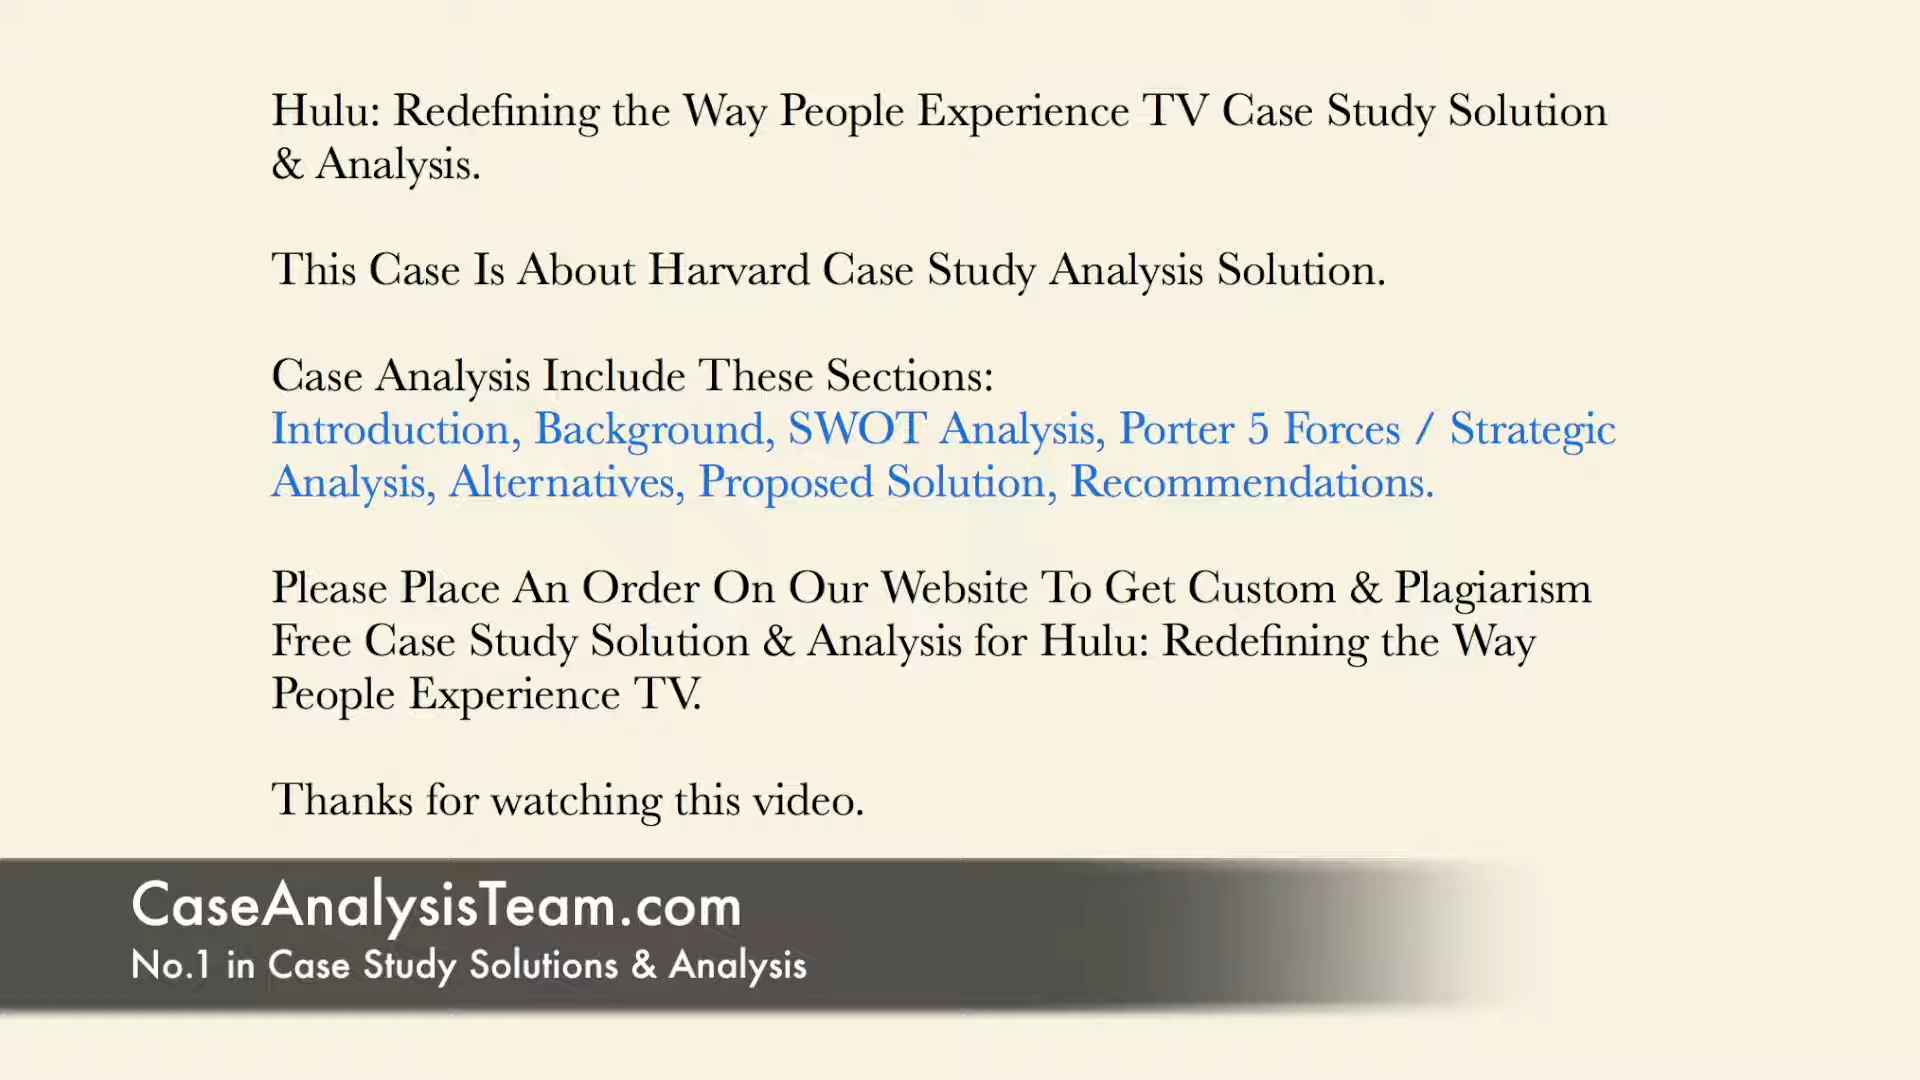 Hulu: Redefining the Way People Experience TV Case Study Solution
& Analysis.
This Case Is About Harvard Case Study Analysis Solution.
Case Analysis Include These Sections:
Introduction, Background, SWOT Analysis, Porter 5 Forces / Strategic
Analysis, Alternatives, Proposed Solution, Recommendations.
Please Place An Order On Our Website To Get Custom & Plagiarism
Free Case Study Solution & Analysis for Hulu: Redefining the Way
People Experience TV.
Thanks for watching this video.
CaseAnalysisTeam.com
No.1 in Case Study Solutions & Analysis